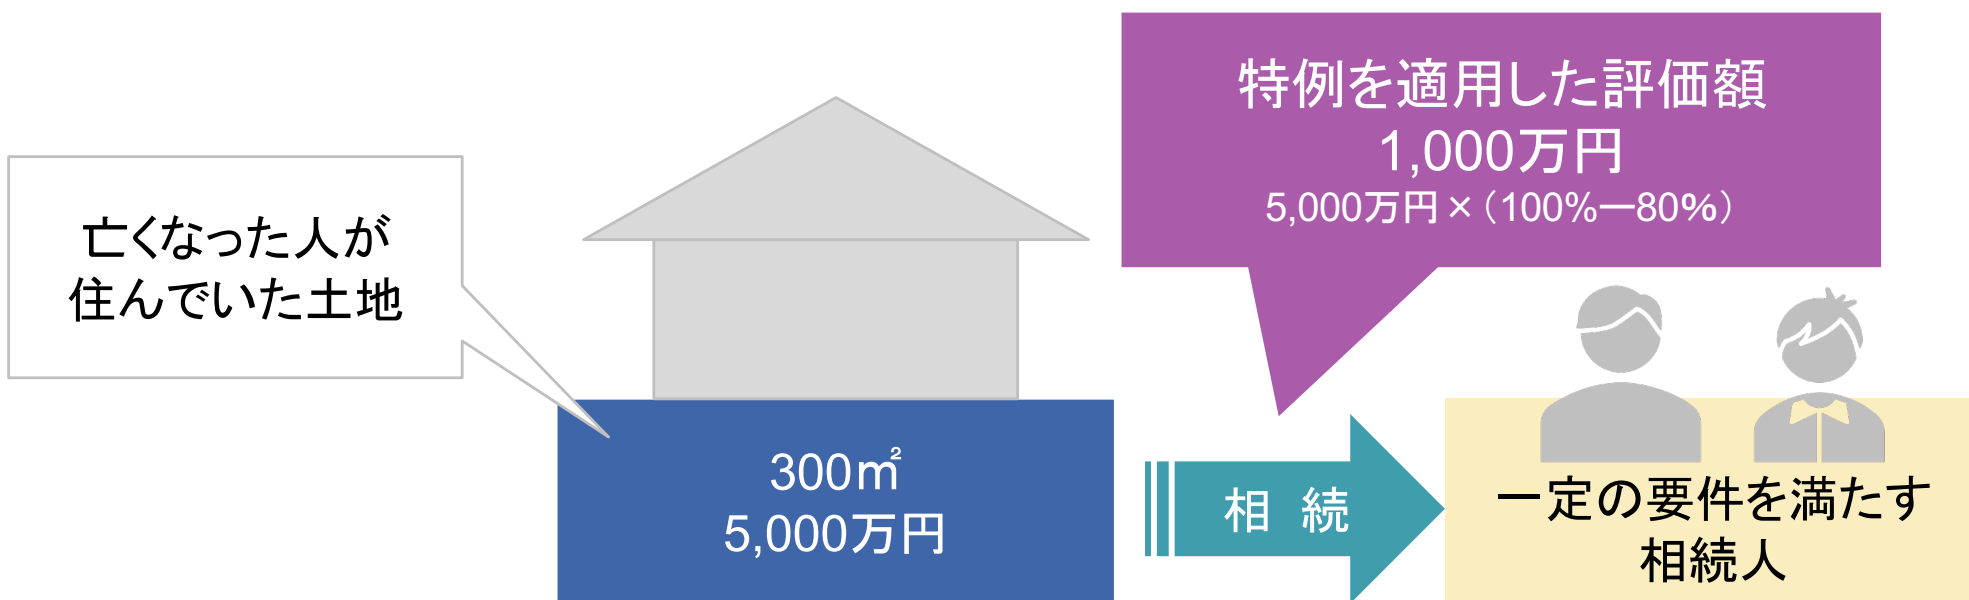 特例を適用した評価額
1,000万円
5,000万円×(100%ー80%)
亡くなった人が
住んでいた土地
300㎡
5,000万円
相 続
一定の要件を満たす
相続人